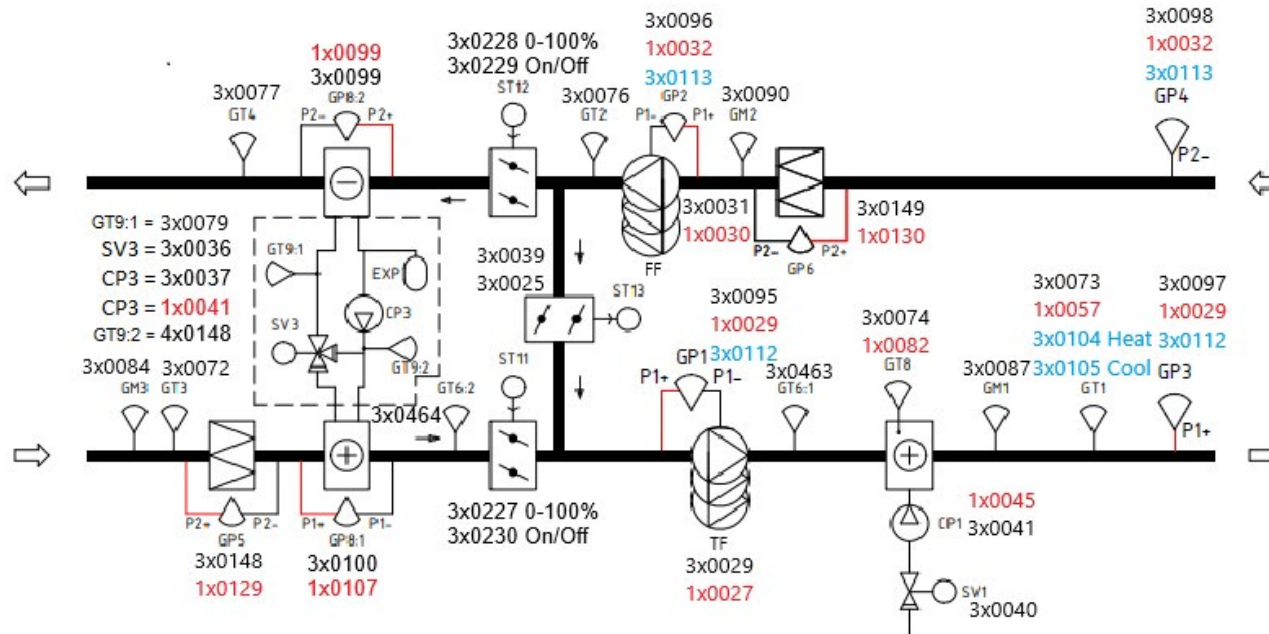 3x0096
1x0032
3x0113
GP2
P1-
P1+
3x0098
1x0032
3x0113
GP4
P2-
1x0099
3x0099
GP8:2
P2-
P2+
3x0228 0-100%
3x0229 On/Off
ST12
3x0077
GT4
3x0076
GT2
3x0090
GM2
3x0031
1x0030
FF
3x0149
1x0130
P2-
P2+
GP6
GT9:1 = 3x0079
SV3 = 3x0036
CP3 = 3x0037
CP3 = 1x0041
GT9:2 = 4x0148
GT9:1
EXP
CP3
SV3
GT9:2
3x0039
3x0025
ST13
3x0095
1x0029
3x0112
GP1
P1+
P1-
3x0073
1x0057
3x0104 Heat
3x0105 Cool
GT1
3x0097
1x0029
3x0112
GP3
P1+
3x0074
1x0082
GT8
3x0084
GM3
3x0072
GT3
3x0464
GT6:2
ST11
3x0463
GT6:1
3x0087
GM1
P2+
P2-
GP5
3x0148
1x0129
P1+
P1-
GP8:1
3x0100
1x0107
3x0227 0-100%
3x0230 On/Off
TF
3x0029
1x0027
1x0045
3x0041
CP1
SW1
3x0040